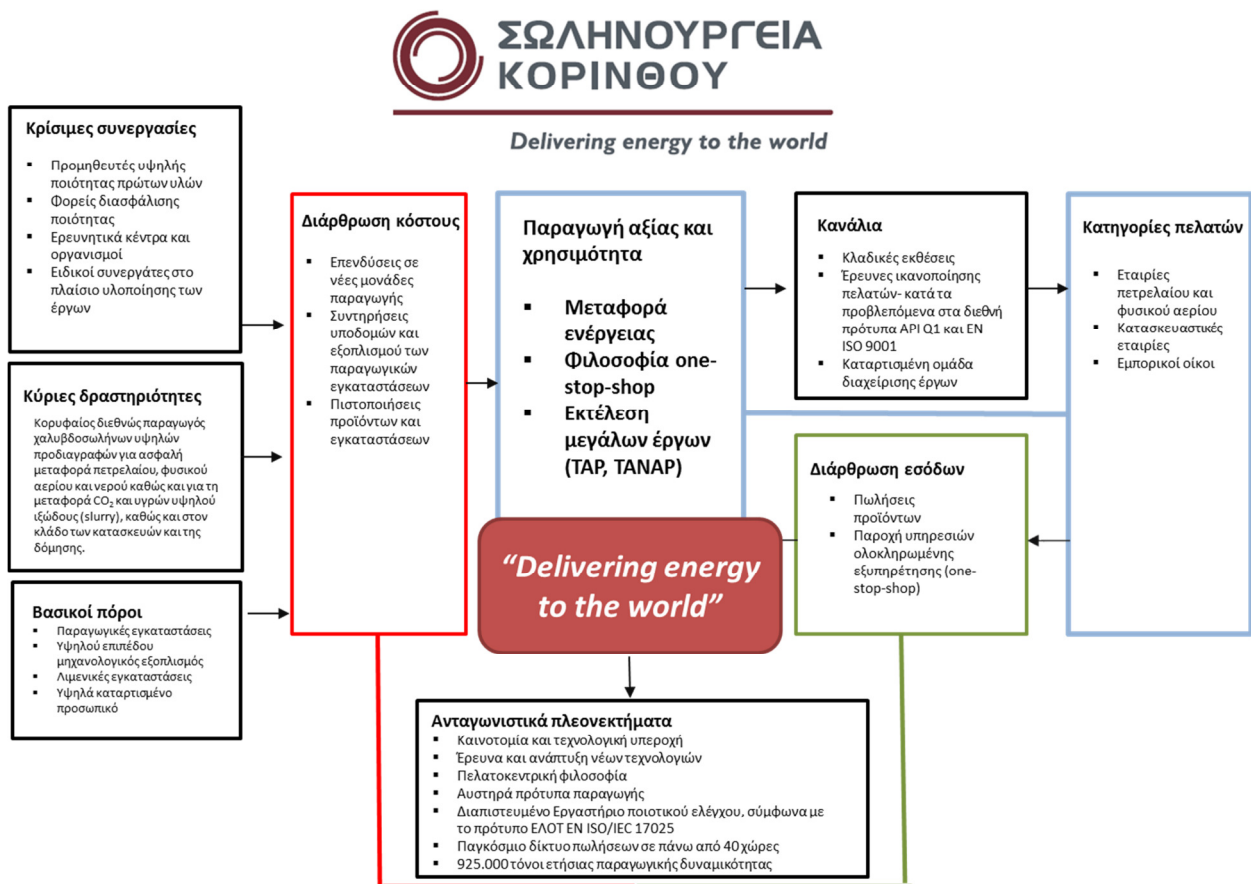 ΣΩΛΗΝΟΥΡΓΕΙΑ
ΚΟΡΙΝΘΟΥ
Delivering energy to the world
Κρίσιμες συνεργασίες
▪ Προμηθευτές υψηλής
ποιότητας πρώτων υλών
▪ Φορείς διασφάλισης
ποιότητας
▪ Ερευνητικά κέντρα και
οργανισμοί
▪ Ειδικοί συνεργάτες στο
πλαίσιο υλοποίησης των
έργων
Κύριες δραστηριότητες
Κορυφαίος διεθνώς παραγωγός
χαλυβδοσωλήνων υψηλών
προδιαγραφών για ασφαλή
μεταφορά πετρελαίου, φυσικού
αερίου και νερού καθώς και για τη
μεταφορά CO₂ και υγρών υψηλού
ιξώδους (slurry), καθώς και στον
κλάδο των κατασκευών και της
δόμησης.
Βασικοί πόροι
▪ Παραγωγικές εγκαταστάσεις
▪ Υψηλού επιπέδου
μηχανολογικός εξοπλισμός
▪ Λιμενικές εγκαταστάσεις
▪ Υψηλά καταρτισμένο
προσωπικό
Διάρθρωση κόστους
▪ Επενδύσεις σε
νέες μονάδες
παραγωγής
▪ Συντηρήσεις
υποδομών και
εξοπλισμού των
παραγωγικών
εγκαταστάσεων
▪ Πιστοποιήσεις
προϊόντων και
εγκαταστάσεων
Παραγωγή αξίας και
χρησιμότητα
▪ Μεταφορά
ενέργειας
▪ Φιλοσοφία one-
stop-shop
▪ Εκτέλεση
μεγάλων έργων
(TAP, TANAP)
"Delivering energy
to the world"
Κανάλια
▪ Κλαδικές εκθέσεις
▪ Έρευνες ικανοποίησης
πελατών- κατά τα
προβλεπόμενα στα διεθνή
πρότυπα API Q1 και EN
ISO 9001
▪ Καταρτισμένη ομάδα
διαχείρισης έργων
Διάρθρωση εσόδων
▪ Πωλήσεις
προϊόντων
▪ Παροχή υπηρεσιών
ολοκληρωμένης
εξυπηρέτησης (one-
stop-shop)
Κατηγορίες πελατών
▪ Εταιρίες
πετρελαίου και
φυσικού αερίου
▪ Κατασκευαστικές
εταιρίες
▪ Εμπορικοί οίκοι
Ανταγωνιστικά πλεονεκτήματα
▪ Καινοτομία και τεχνολογική υπεροχή
▪ Έρευνα και ανάπτυξη νέων τεχνολογιών
▪ Πελατοκεντρική φιλοσοφία
▪ Αυστηρά πρότυπα παραγωγής
▪ Διαπιστευμένο Εργαστήριο ποιοτικού ελέγχου, σύμφωνα με
το πρότυπο ΕΛΟΤ EN ISO/IEC 17025
▪ Παγκόσμιο δίκτυο πωλήσεων σε πάνω από 40 χώρες
▪ 925.000 τόνοι ετήσιας παραγωγικής δυναμικότητας